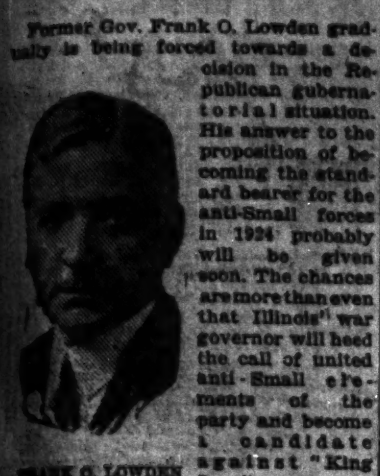 Former Gov. Frank O. Lowden grad-
ually is being forced towards a de-
cision in the Re-
publican guberna-
torial situation.
His answer to the
proposition of be-
coming the stand-
ard bearer for the
anti-Small forces
in 1924 probably
will be given
soon. The chances
are more than even
that Illinois' war
governor will heed
the call of united
anti-Small ele-
ments of the
party and become
a candidate
against "King
FRANK O. LOWDEN